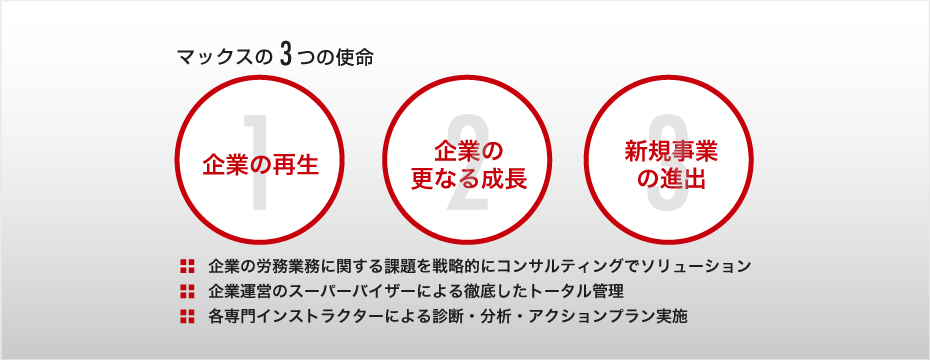 マックスの3つの使命
1
企業の再生
2
企業の
更なる成長
3
新規事業
の進出
企業の労務業務に関する課題を戦略的にコンサルティングでソリューション
企業運営のスーパーバイザーによる徹底したトータル管理
各専門インストラクターによる診断・分析・アクションプラン実施